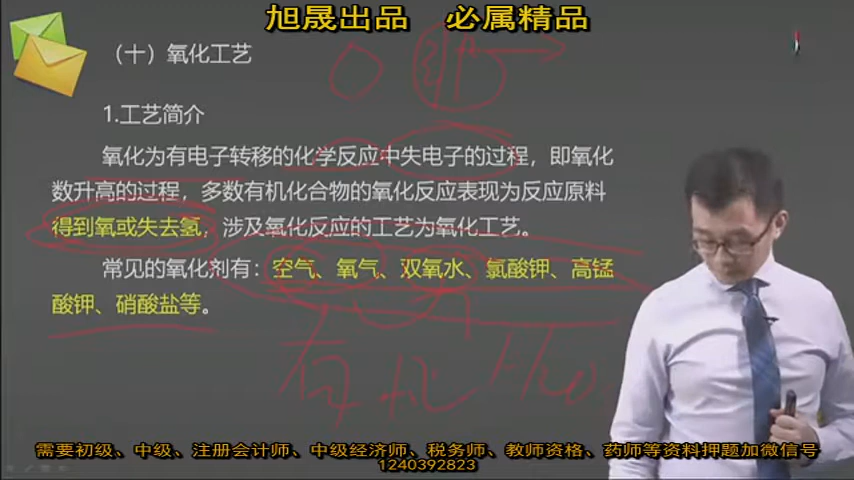 旭晟出品 必属精品
（十）氧化工艺
1.工艺简介
氧化为有电子转移的化学反应中失电子的过程，即氧化
数升高的过程，多数有机化合物的氧化反应表现为反应原料
得到氧或失去氢，涉及氧化反应的工艺为氧化工艺。
常见的氧化剂有：空气、氧气、双氧水、氯酸钾、高锰
酸钾、硝酸盐等。
需要初级、中级、注册会计师、中级经济师、税务师、教师资格、药师等资料押题加微信号
1240392823